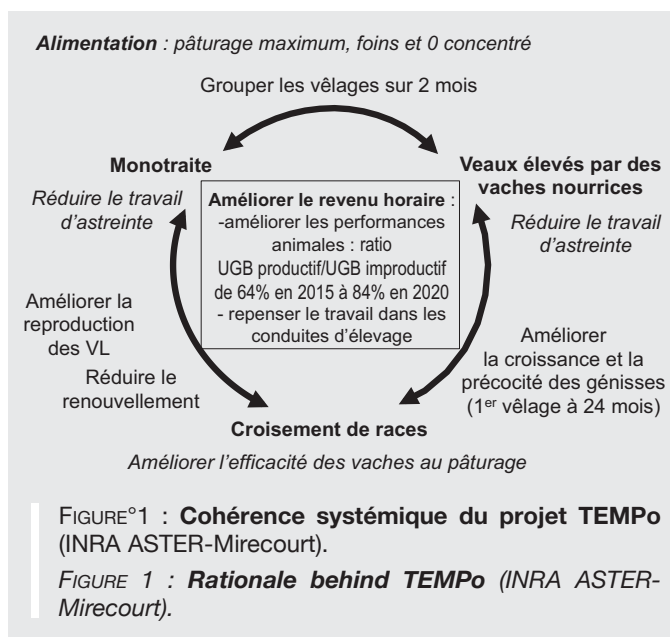 Alimentation : pâturage maximum, foins et 0 concentré
Grouper les vêlages sur 2 mois
Monotraite
Réduire le travail
d'astreinte
Veaux élevés par des
vaches nourrices
Réduire le travail
d'astreinte
Améliorer le revenu horaire :
-améliorer les performances
animales : ratio
UGB productif/UGB improductif
de 64% en 2015 à 84% en 2020
- repenser le travail dans les
conduites d'élevage
Améliorer la
reproduction
des VL
Réduire le
renouvellement
Améliorer
la croissance et la
précocité des génisses
(1er vêlage à 24 mois)
Croisement de races
Améliorer l'efficacité des vaches au pâturage
FIGURE°1 : Cohérence systémique du projet TEMPo
(INRA ASTER-Mirecourt).
FIGURE 1 : Rationale behind TEMPo (INRA ASTER-
Mirecourt).